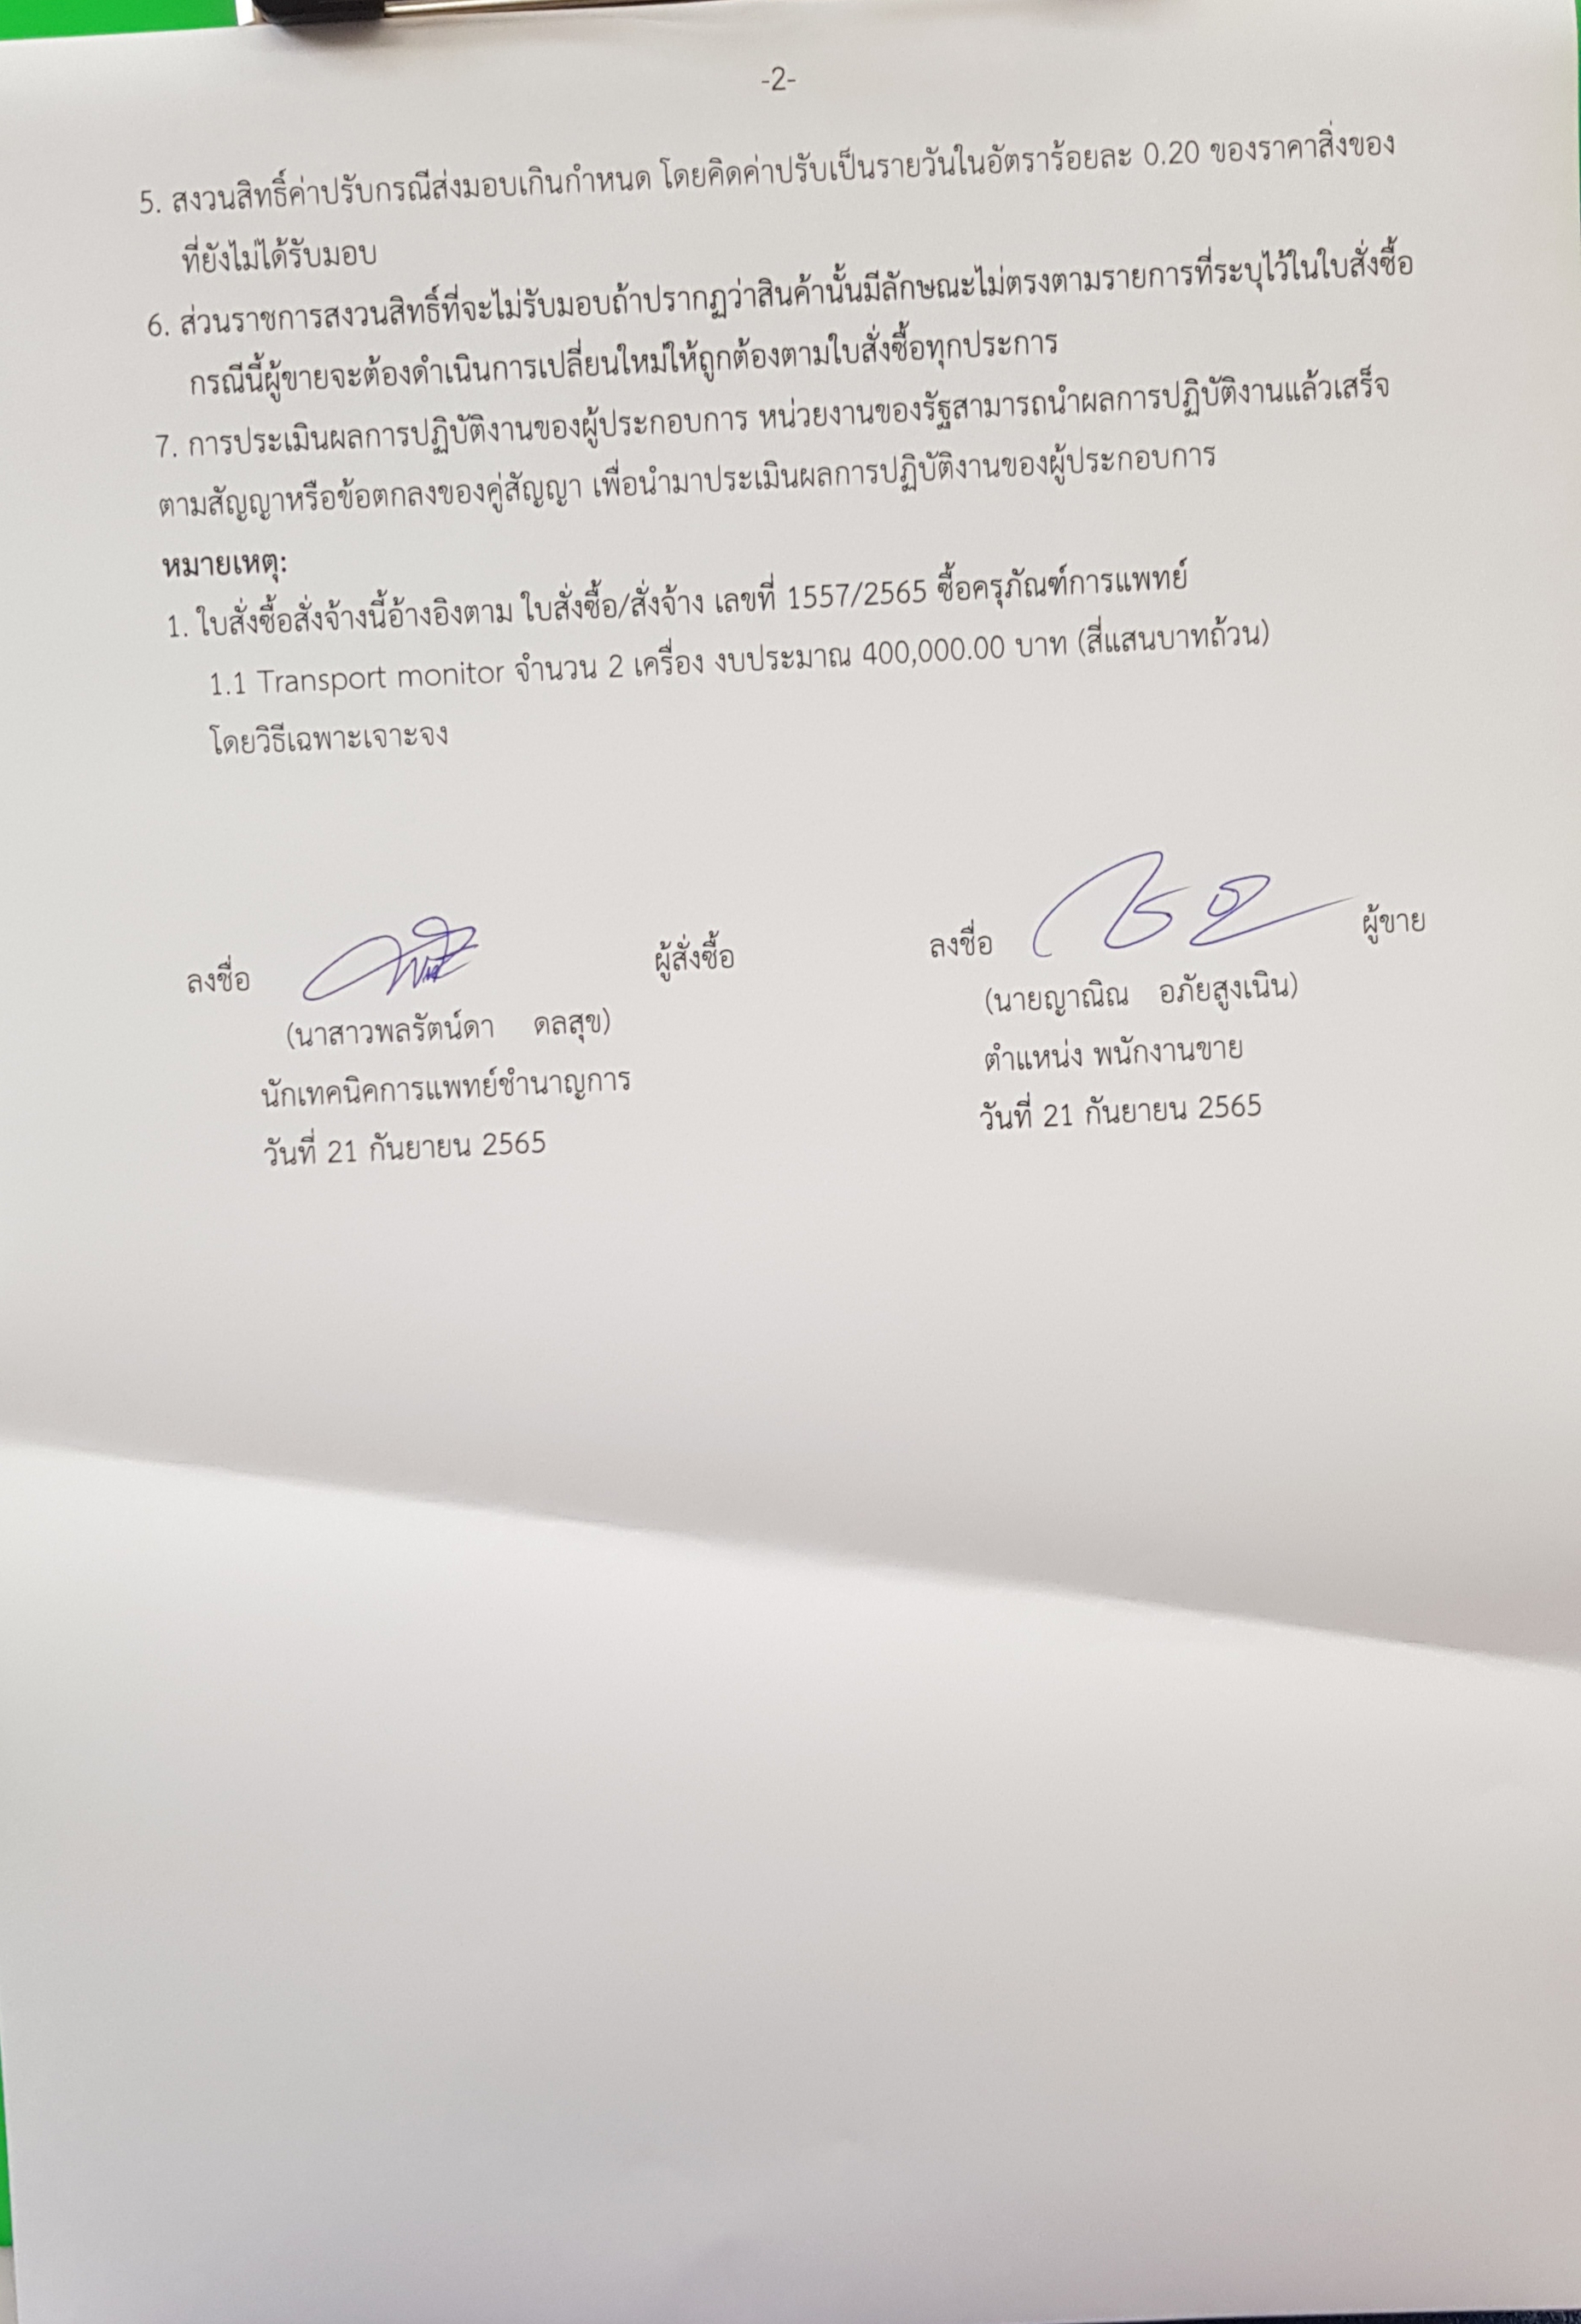 -2-
5. สงวนสิทธิ์ค่าปรับกรณีส่งมอบเกินกำหนด โดยคิดค่าปรับเป็นรายวันในอัตราร้อยละ 0.20 ของราคาสิ่งของ
ที่ยังไม่ได้รับมอบ
6. ส่วนราชการสงวนสิทธิ์ที่จะไม่รับมอบถ้าปรากฏว่าสินค้านั้นมีลักษณะไม่ตรงตามรายการที่ระบุไว้ในใบสั่งซื้อ
กรณีนี้ผู้ขายจะต้องดำเนินการเปลี่ยนใหม่ให้ถูกต้องตามใบสั่งซื้อทุกประการ
7. การประเมินผลการปฏิบัติงานของผู้ประกอบการ หน่วยงานของรัฐสามารถนำผลการปฏิบัติงานแล้วเสร็จ
ตามสัญญาหรือข้อตกลงของคู่สัญญา เพื่อนำมาประเมินผลการปฏิบัติงานของผู้ประกอบการ
หมายเหตุ:
1. ใบสั่งซื้อสั่งจ้างนี้อ้างอิงตาม ใบสั่งซื้อ/สั่งจ้าง เลขที่ 1557/2565 ซื้อครุภัณฑ์การแพทย์
1.1 Transport monitor จำนวน 2 เครื่อง งบประมาณ 400,000.00 บาท (สี่แสนบาทถ้วน)
โดยวิธีเฉพาะเจาะจง
ลงชื่อ ผู้สั่งซื้อ
(นาสาวพลรัตน์ดา ดลสุข)
นักเทคนิคการแพทย์ชำนาญการ
วันที่ 21 กันยายน 2565
ลงชื่อ ผู้ขาย
(นายญาณิณ อภัยสูงเนิน)
ตำแหน่ง พนักงานขาย
วันที่ 21 กันยายน 2565